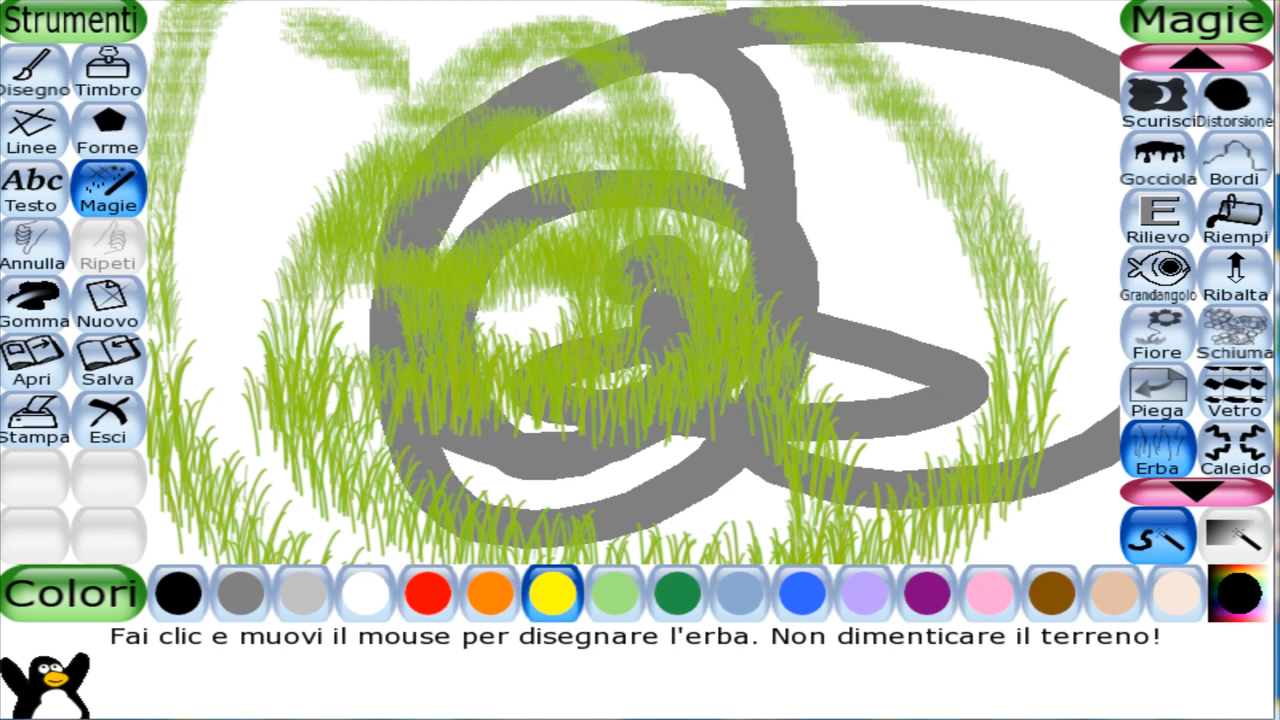 Strumenti
Disegno Timbro
Linee Forme
Abc
Testo Magie
Annulla Ripeti
Gomma Nuovo
Apri Salva
Stampa Esci
Colori
Magie
Scurisci Distorsione
Gocciola Bordi
E
Rilievo Riempi
Grandangolo Ribalta
Fiore Schiuma
Piega Vetro
Erba Caleido
Fai clic e muovi il mouse per disegnare l'erba. Non dimenticare il terreno!